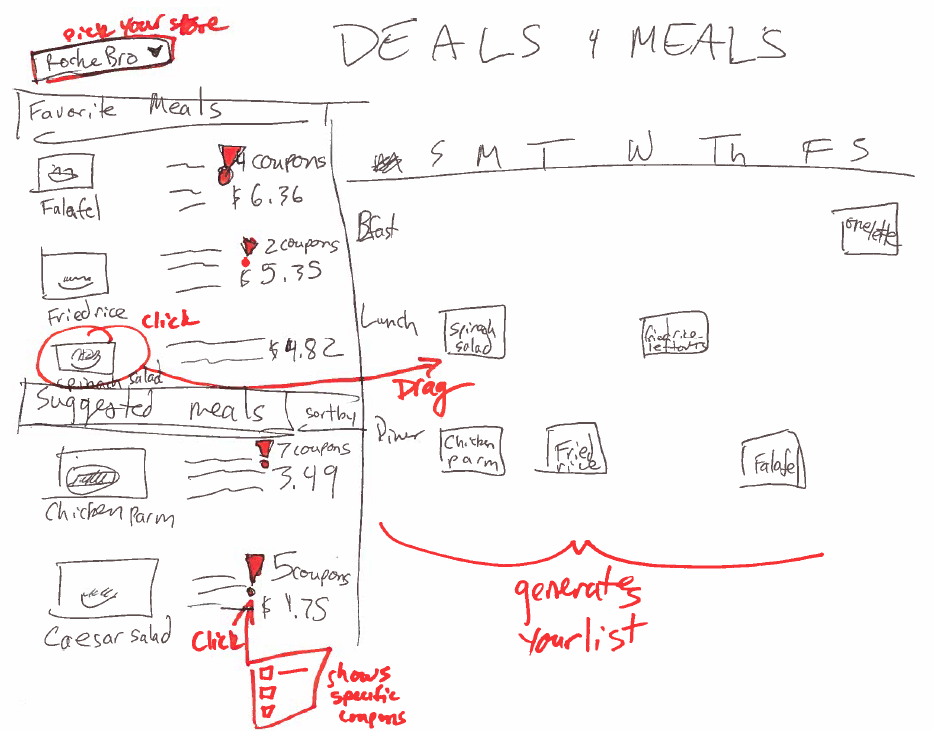 pick your store
RocheBro
DEALS 4 MEALS
Favorite Meals
S M T W Th F S
4 coupons
$6.36
Falafel
2 coupons
$5.35
Fried rice
click
$4.82
spinach salad
Drag
Suggested meals
sort by
7 coupons
3.49
Chicken Parm
5 coupons
$1.75
Caesar salad
Click
shows
specific
coupons
Bfast
omelette
Lunch
Spinach
salad
fried rice
leftovers
Diner
Chicken
parm
Fried
rice
Falafel
generates
your list